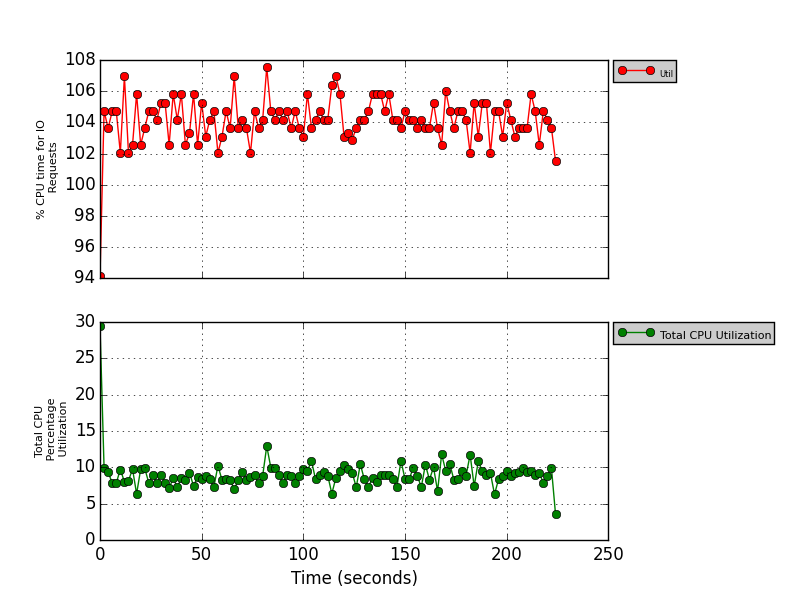 108
106
104
102
100
98
96
94
% CPU time for IO
Requests
Util
30
25
20
15
10
5
0
Total CPU
Percentage
Utilization
Total CPU Utilization
0 50 100 150 200 250
Time (seconds)